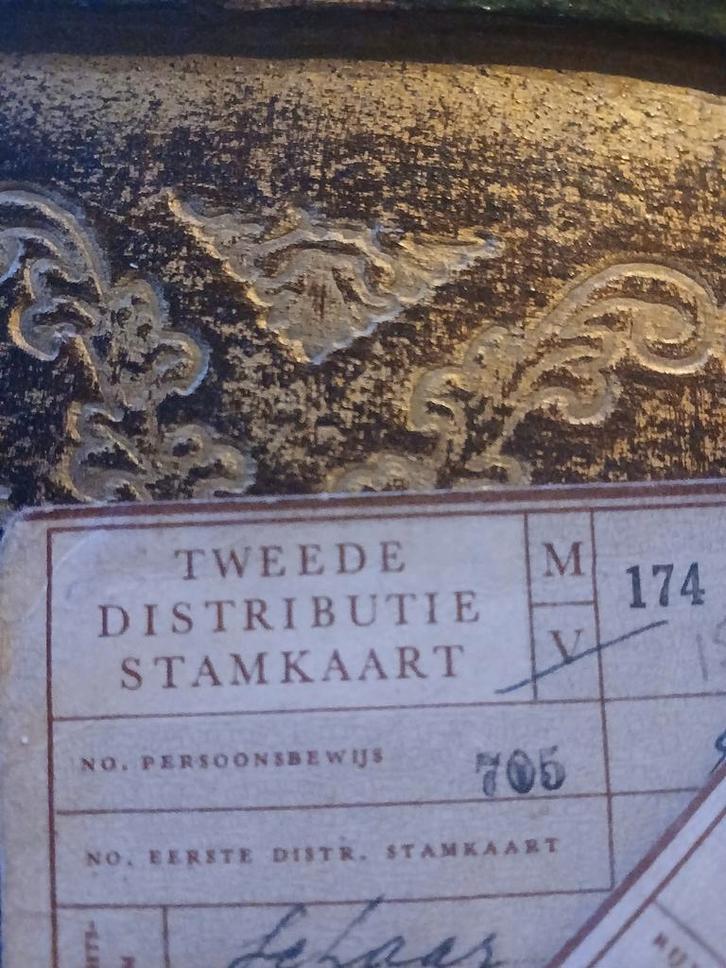 TWEEDE
DISTRIBUTIE
STAMKAART
M
V
174
NO. PERSOONSBEWIJS 705
NO. EERSTE DISTR. STAMKAART